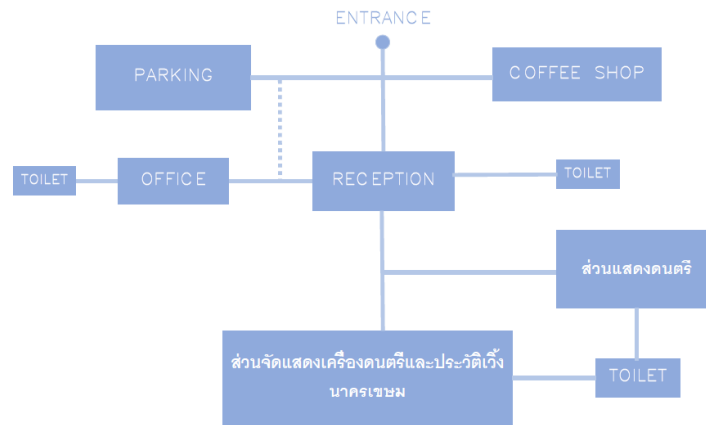 ENTRANCE
PARKING
COFFEE SHOP
TOILET
OFFICE
RECEPTION
TOILET
ส่วนแสดงดนตรี
ส่วนจัดแสดงเครื่องดนตรีและประวัติเวิ้ง
นาครเขษม
TOILET